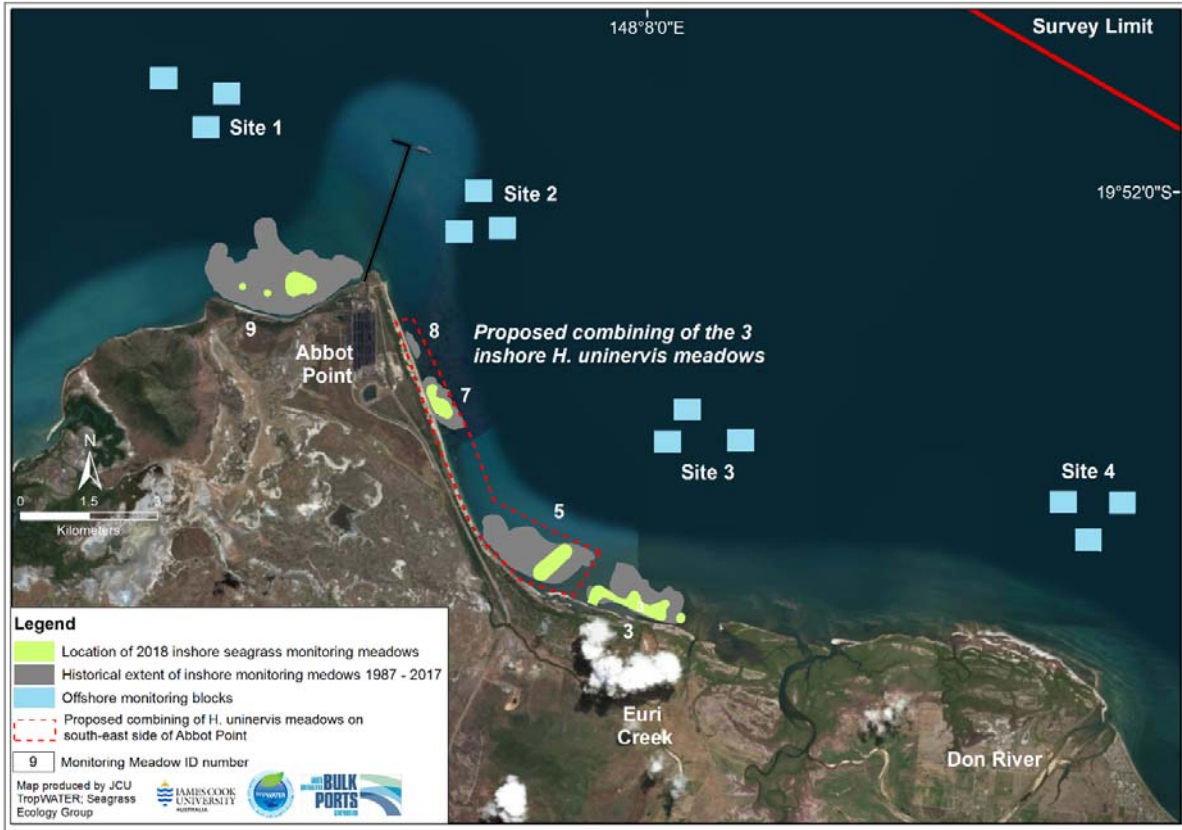 148°8'0"E
Survey Limit
Site 1
Site 2
19°52'0"S
9
8
Abbot
Point
Proposed combining of the 3
inshore H. uninervis meadows
7
N
0 1.5 3
Kilometers
5
Site 3
Site 4
3
Euri
Creek
Don River
Legend
Location of 2018 inshore seagrass monitoring meadows
Historical extent of inshore monitoring medows 1987 - 2017
Offshore monitoring blocks
Proposed combining of H. uninervis meadows on
south-east side of Abbot Point
9 Monitoring Meadow ID number
Map produced by JCU
TropWATER; Seagrass
Ecology Group
JAMES COOK
UNIVERSITY
AUSTRALIA
TropWATER
BULK
PORTS